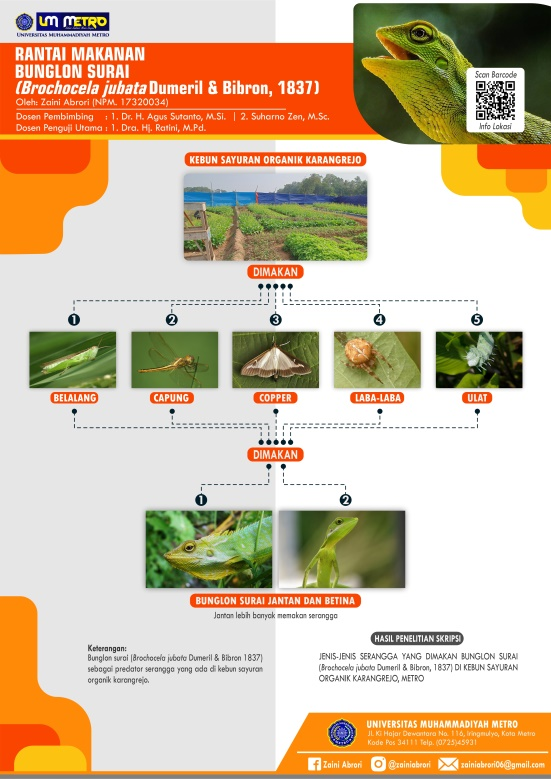 UM METRO
UNIVERSITAS MUHAMMADIYAH METRO
RANTAI MAKANAN
BUNGLON SURAI
(Brochocela jubata Dumeril & Bibron, 1837)
Oleh: Zaini Abrori (NPM. 17320034)
Dosen Pembimbing : 1. Dr. H. Agus Sutanto, M.Si. | 2. Suharno Zen, M.Sc.
Dosen Penguji Utama : 1. Dra. Hj. Ratini, M.Pd.
Scan Barcode
Info Lokasi
KEBUN SAYURAN ORGANIK KARANGREJO
DIMAKAN
1 2 3 4 5
BELALANG CAPUNG COPPER LABA-LABA ULAT
DIMAKAN
1 2
BUNGLON SURAI JANTAN DAN BETINA
Jantan lebih banyak memakan serangga
Keterangan:
Bunglon surai (Brochocela jubata Dumeril & Bibron 1837)
sebagai predator serangga yang ada di kebun sayuran
organik karangrejo.
HASIL PENELITIAN SKRIPSI
JENIS-JENIS SERANGGA YANG DIMAKAN BUNGLON SURAI
(Brochocela jubata Dumeril & Bibron, 1837) DI KEBUN SAYURAN
ORGANIK KARANGREJO, METRO
UNIVERSITAS MUHAMMADIYAH METRO
Jl. Ki Hajar Dewantara No. 116, Iringmulyo, Kota Metro
Kode Pos 34111 Telp. (0725)45931
Zaini Abrori @zainiabrori zainiabrori06@gmail.com